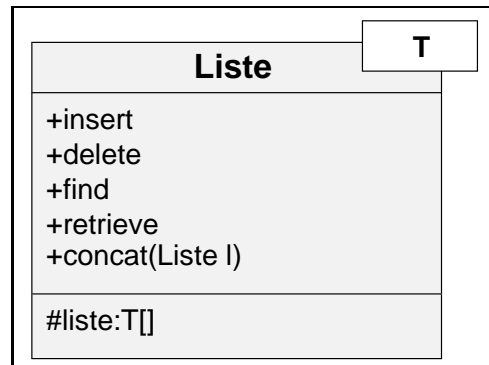 T
Liste
+insert
+delete
+find
+retrieve
+concat(Liste l)
#liste:T[]